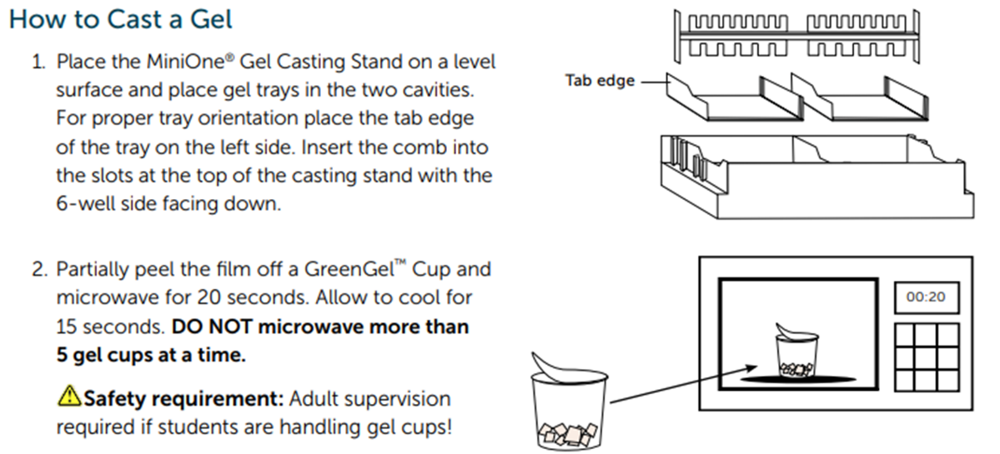 How to Cast a Gel
1. Place the MiniOne® Gel Casting Stand on a level
surface and place gel trays in the two cavities.
For proper tray orientation place the tab edge
of the tray on the left side. Insert the comb into
the slots at the top of the casting stand with the
6-well side facing down.
Tab edge
2. Partially peel the film off a GreenGel™ Cup and
microwave for 20 seconds. Allow to cool for
15 seconds. DO NOT microwave more than
5 gel cups at a time.
Safety requirement: Adult supervision
required if students are handling gel cups!
00:20